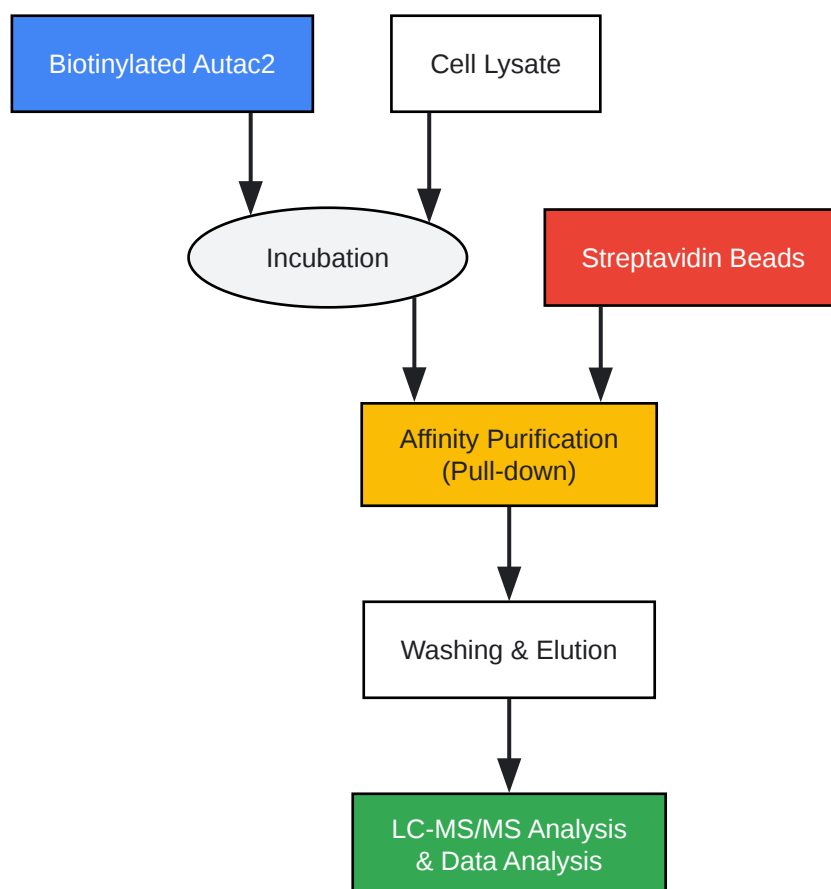 Biotinylated Autac2
Cell Lysate
Incubation
Streptavidin Beads
Affinity Purification
(Pull-down)
Washing & Elution
LC-MS/MS Analysis
& Data Analysis